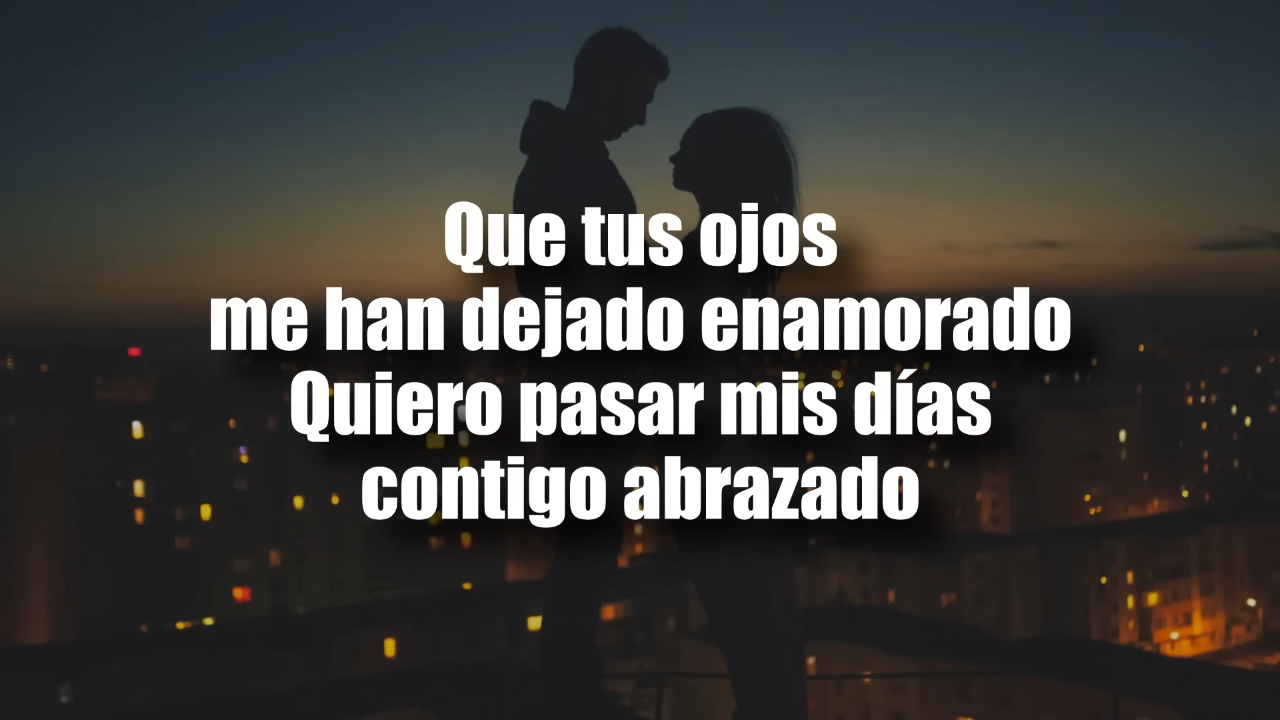 Que tus ojos
me han dejado enamorado
Quiero pasar mis días
contigo abrazado